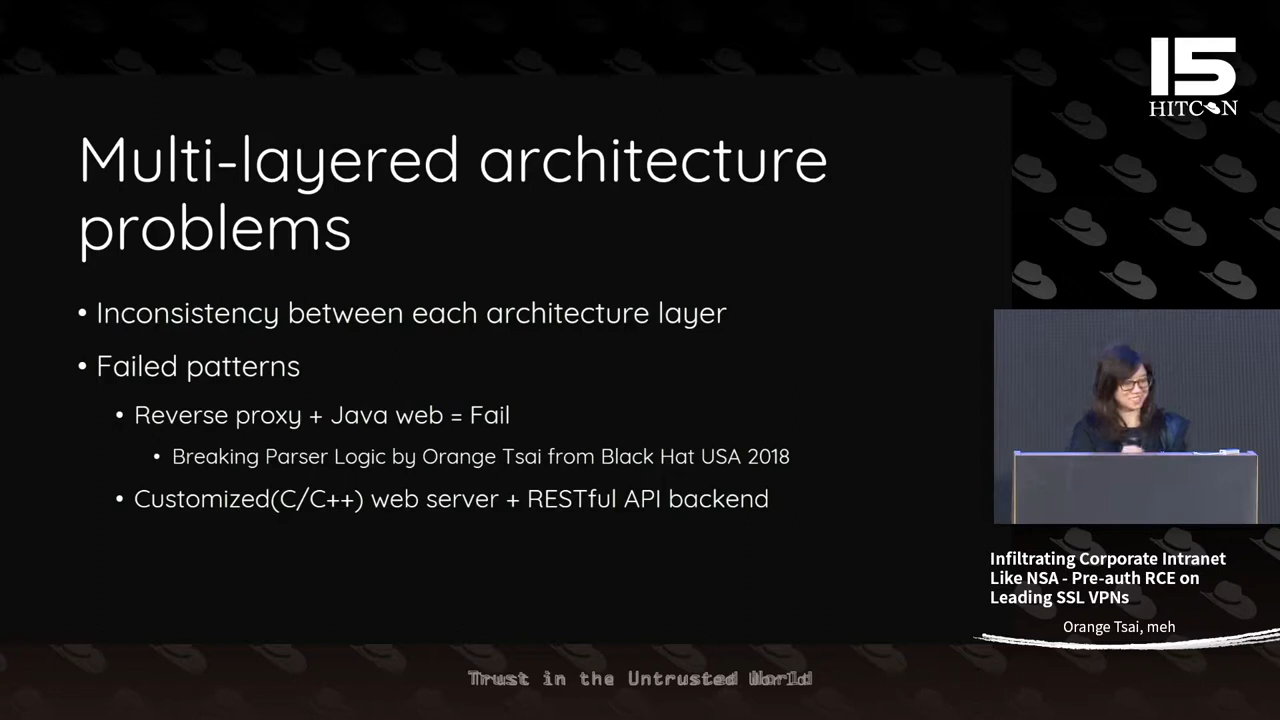 15
HITCON
Multi-layered architecture
problems
• Inconsistency between each architecture layer
• Failed patterns
• Reverse proxy + Java web = Fail
• Breaking Parser Logic by Orange Tsai from Black Hat USA 2018
• Customized(C/C++) web server + RESTful API backend
Infiltrating Corporate Intranet
Like NSA - Pre-auth RCE on
Leading SSL VPNs
Orange Tsai, meh
Trust in the Untrusted World